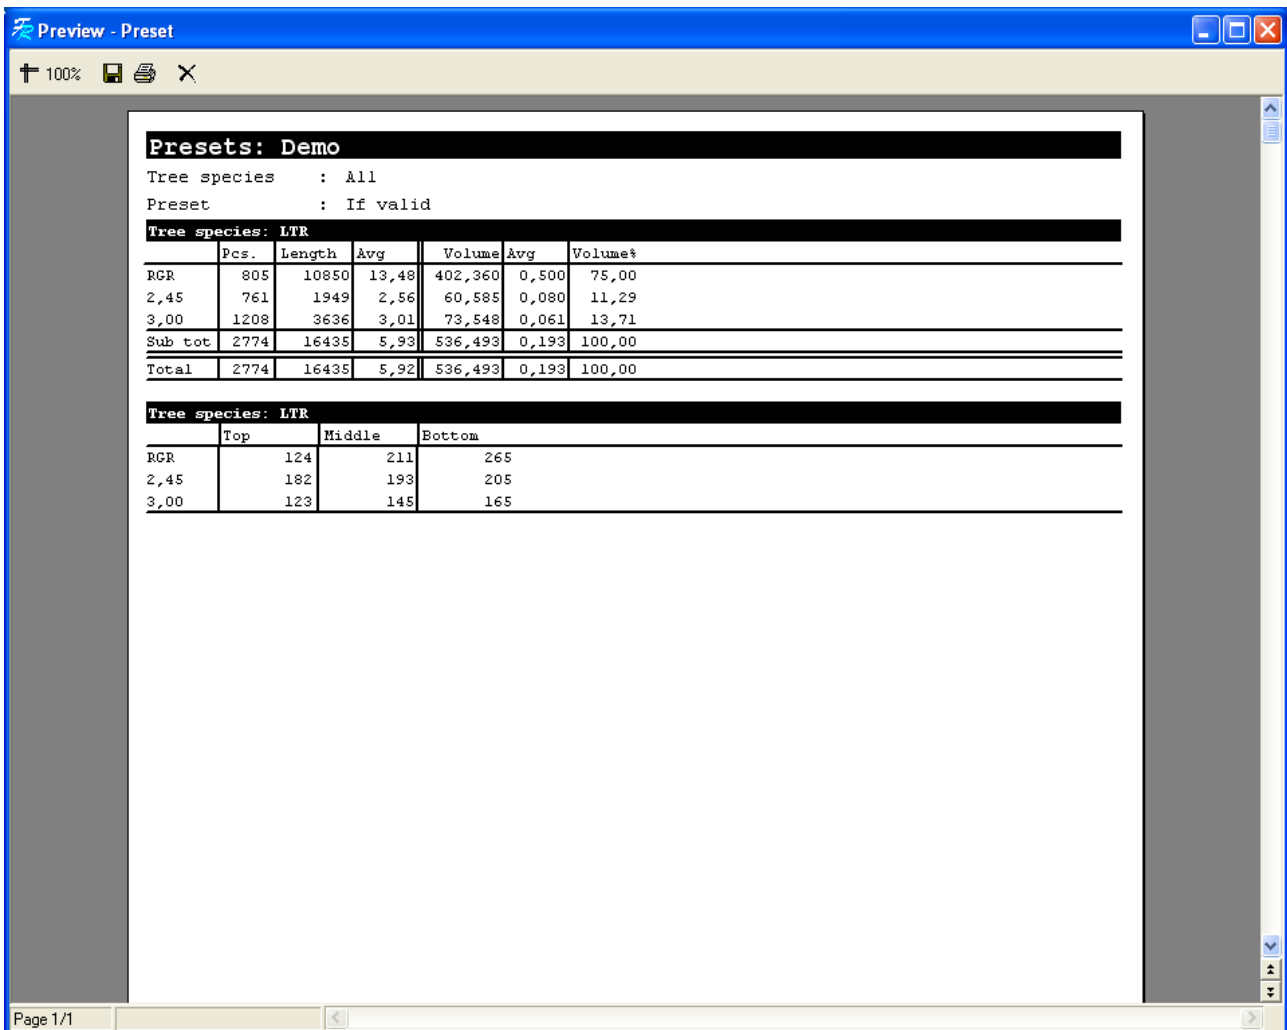 Preview - Preset
100%
Presets: Demo
Tree species : All
Preset : If valid
Tree species: LTR
Pcs. Length Avg Volume Avg Volume%
RGR 805 10850 13,48 402,360 0,500 75,00
2,45 761 1949 2,56 60,585 0,080 11,29
3,00 1208 3636 3,01 73,548 0,061 13,71
Sub tot 2774 16435 5,93 536,493 0,193 100,00
Total 2774 16435 5,92 536,493 0,193 100,00
Tree species: LTR
Top Middle Bottom
RGR 124 211 265
2,45 182 193 205
3,00 123 145 165
Page 1/1